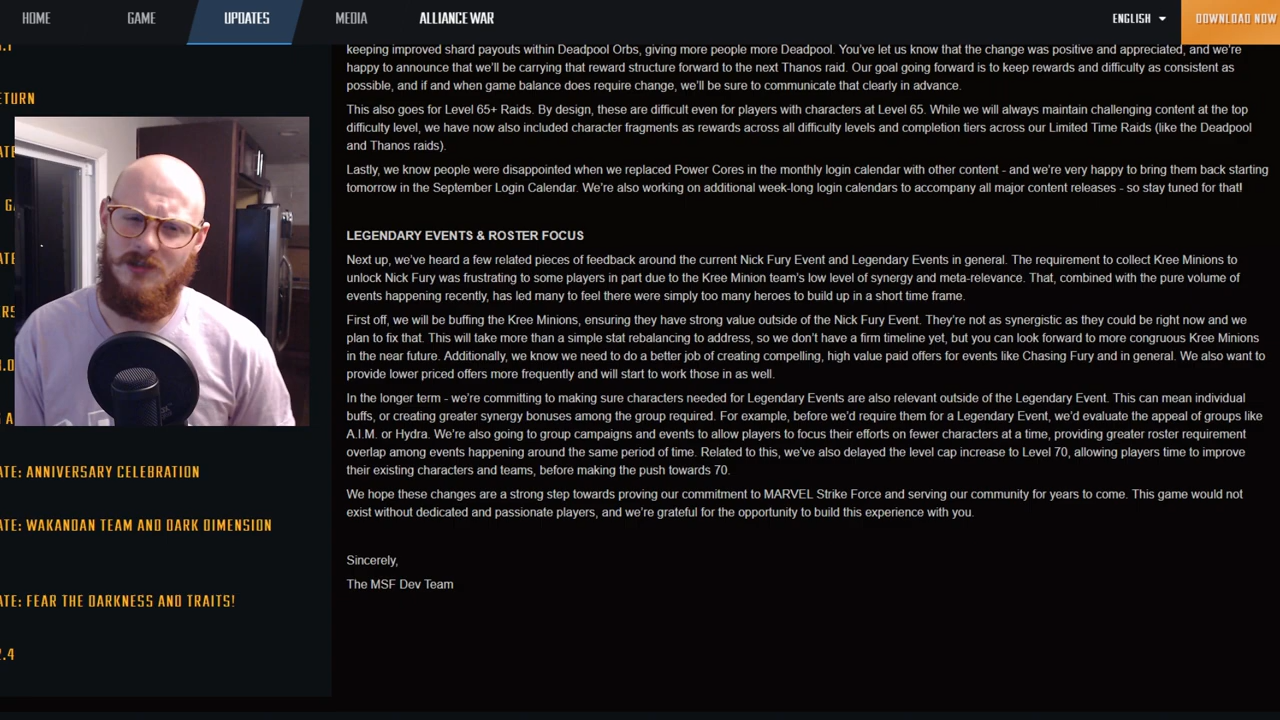 HOME GAME UPDATES MEDIA ALLIANCE WAR ENGLISH DOWNLOAD NOW
keeping improved shard payouts within Deadpool Orbs, giving more people more Deadpool. You've let us know that the change was positive and appreciated, and we're
happy to announce that we'll be carrying that reward structure forward to the next Thanos raid. Our goal going forward is to keep rewards and difficulty as consistent as
possible, and if and when game balance does require change, we'll be sure to communicate that clearly in advance.
This also goes for Level 65+ Raids. By design, these are difficult even for players with characters at Level 65. While we will always maintain challenging content at the top
difficulty level, we have now also included character fragments as rewards across all difficulty levels and completion tiers across our Limited Time Raids (like the Deadpool
and Thanos raids).
Lastly, we know people were disappointed when we replaced Power Cores in the monthly login calendar with other content - and we're very happy to bring them back starting
tomorrow in the September Login Calendar. We're also working on additional week-long login calendars to accompany all major content releases - so stay tuned for that!
LEGENDARY EVENTS & ROSTER FOCUS
Next up, we've heard a few related pieces of feedback around the current Nick Fury Event and Legendary Events in general. The requirement to collect Kree Minions to
unlock Nick Fury was frustrating to some players in part due to the Kree Minion team's low level of synergy and meta-relevance. That, combined with the pure volume of
events happening recently, has led many to feel there were simply too many heroes to build up in a short time frame.
First off, we will be buffing the Kree Minions, ensuring they have strong value outside of the Nick Fury Event. They're not as synergistic as they could be right now and we
plan to fix that. This will take more than a simple stat rebalancing to address, so we don't have a firm timeline yet, but you can look forward to more congruous Kree Minions
in the near future. Additionally, we know we need to do a better job of creating compelling, high value paid offers for events like Chasing Fury and in general. We also want to
provide lower priced offers more frequently and will start to work those in as well.
In the longer term - we're committing to making sure characters needed for Legendary Events are also relevant outside of the Legendary Event. This can mean individual
buffs, or creating greater synergy bonuses among the group required. For example, before we'd require them for a Legendary Event, we'd evaluate the appeal of groups like
A.I.M. or Hydra. We're also going to group campaigns and events to allow players to focus their efforts on fewer characters at a time, providing greater roster requirement
overlap among events happening around the same period of time. Related to this, we've also delayed the level cap increase to Level 70, allowing players time to improve
their existing characters and teams, before making the push towards 70.
We hope these changes are a strong step towards proving our commitment to MARVEL Strike Force and serving our community for years to come. This game would not
exist without dedicated and passionate players, and we're grateful for the opportunity to build this experience with you.
Sincerely,
The MSF Dev Team
ETURN
ATE: ANNIVERSARY CELEBRATION
ATE: WAKANDAN TEAM AND DARK DIMENSION
ATE: FEAR THE DARKNESS AND TRAITS!
2.4